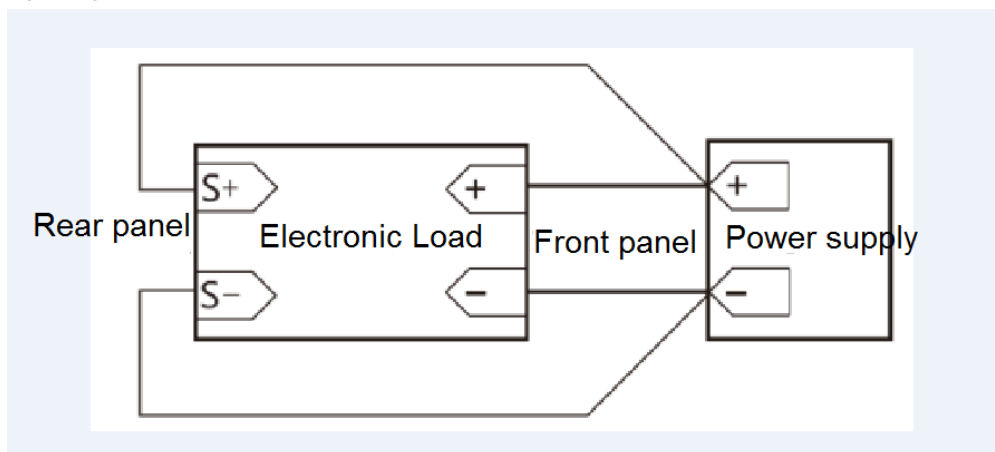 S+
+
+
Rear panel
Electronic Load
Front panel
Power supply
S−
−
−